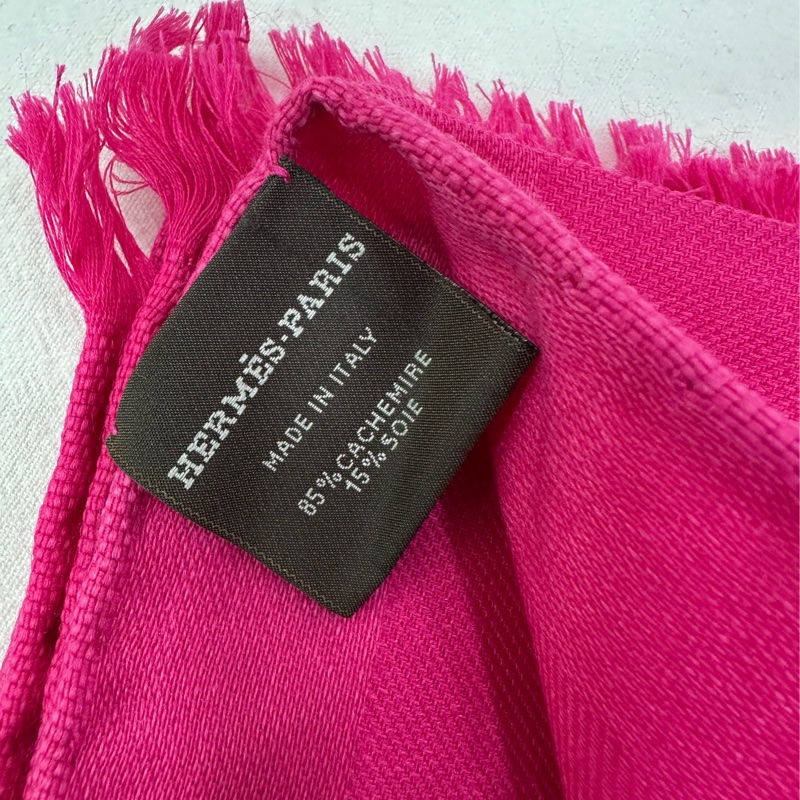 HERMÈS-PARIS
MADE IN ITALY
85% CACHEMIRE
15% SOIE